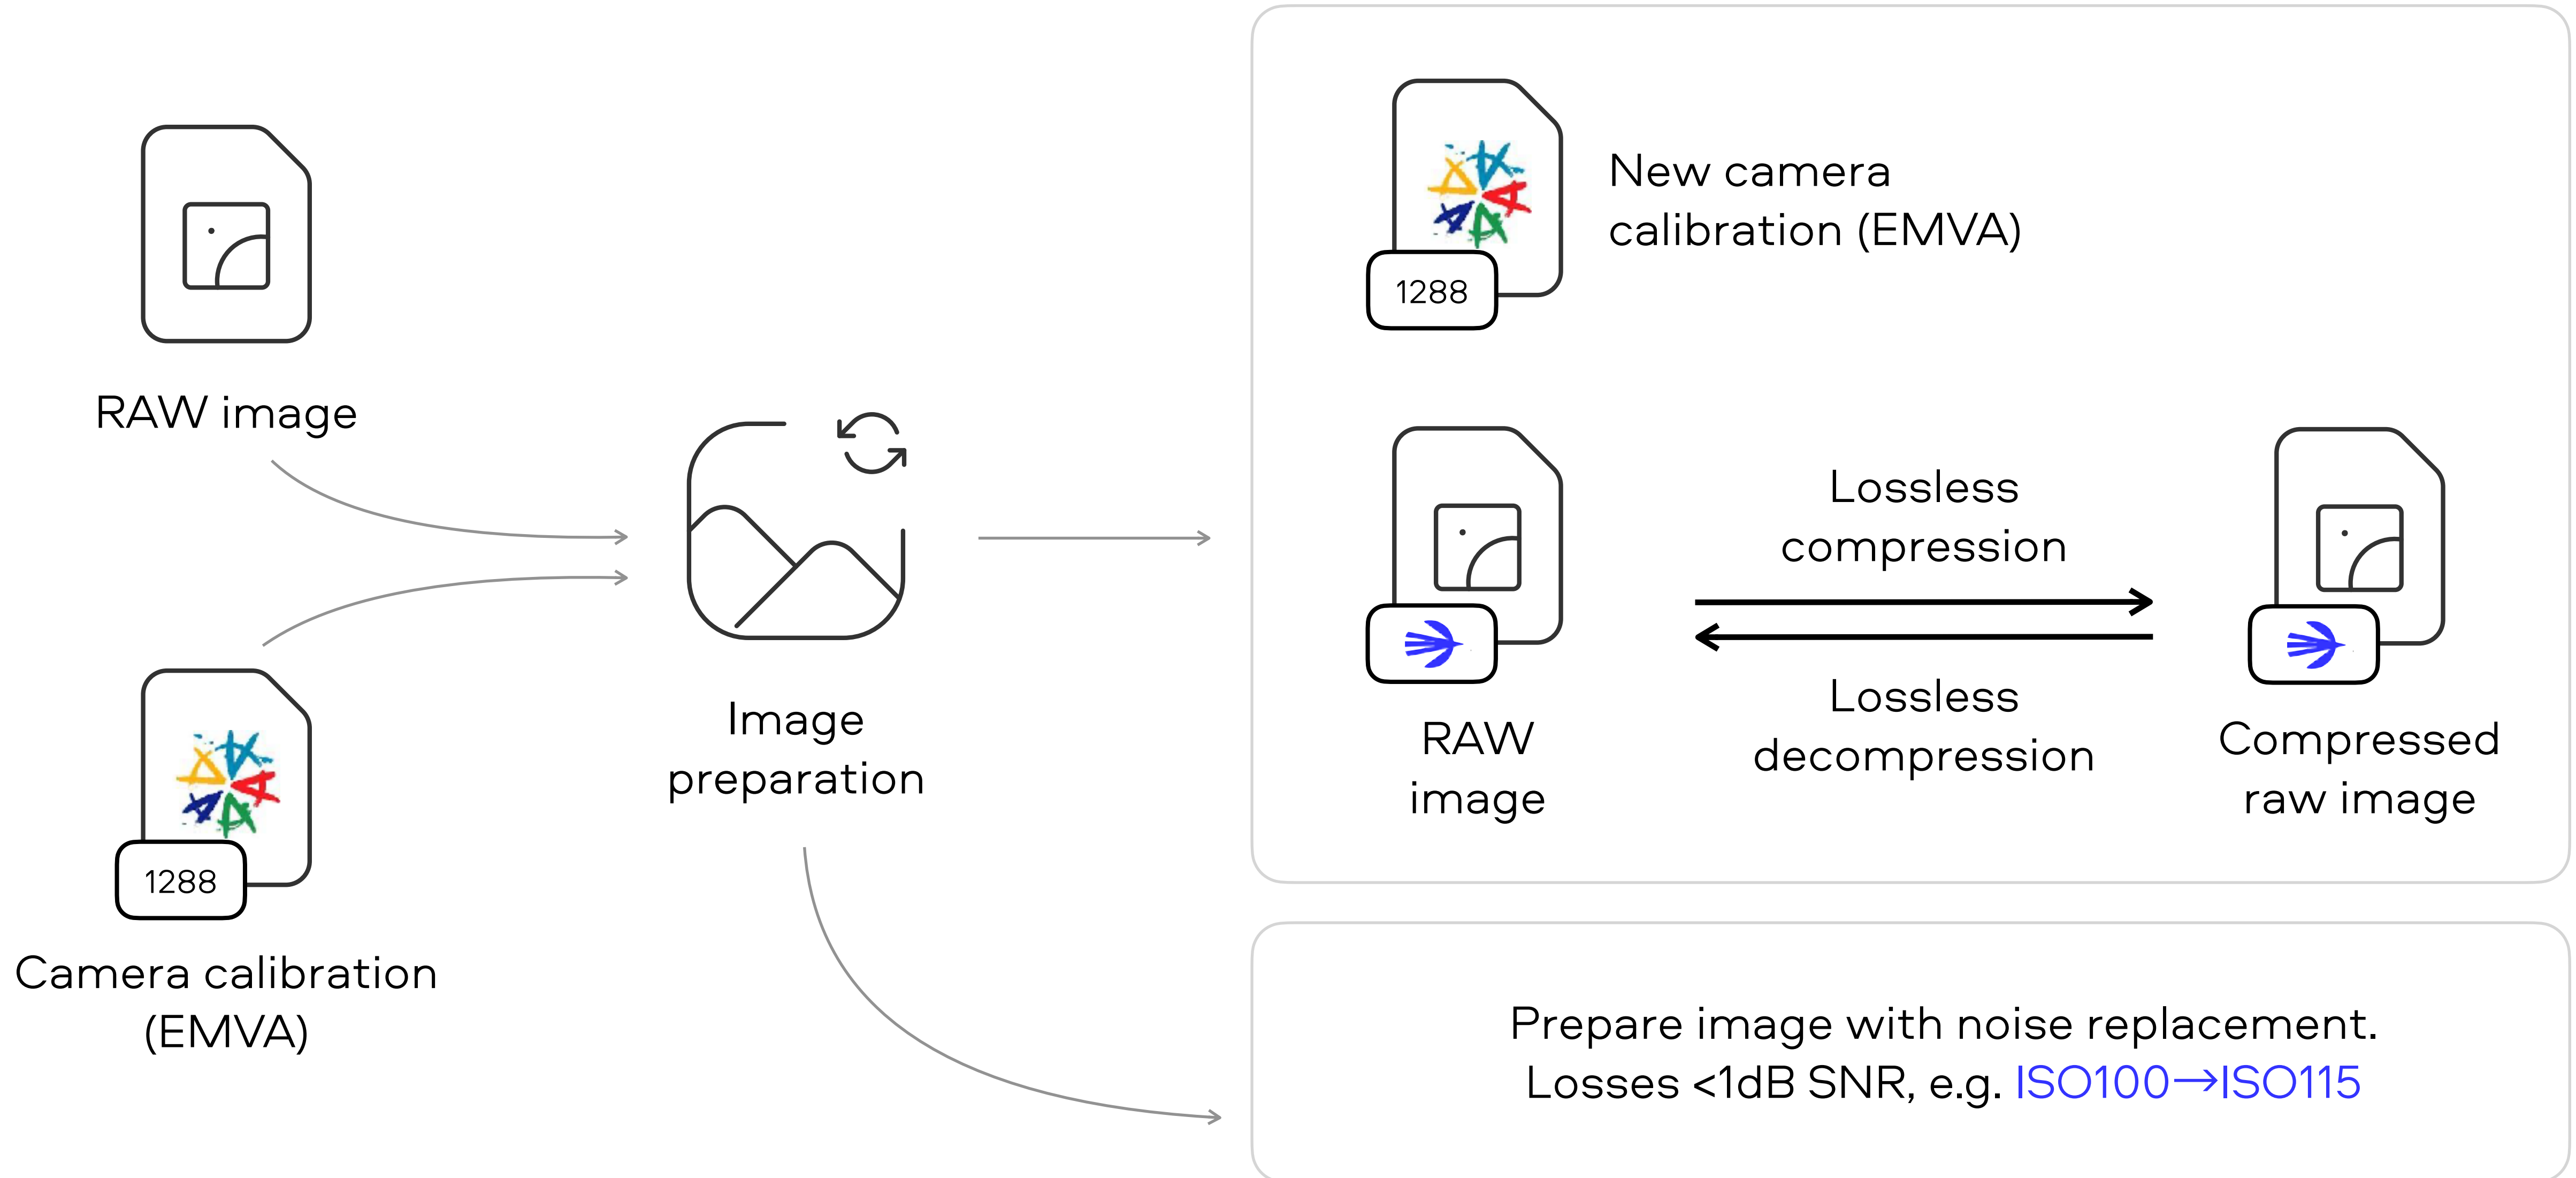 RAW image
1288
Camera calibration
(EMVA)
Image
preparation
New camera
calibration (EMVA)
1288
RAW
image
Lossless
compression
Lossless
decompression
Compressed
raw image
Prepare image with noise replacement.
Losses <1dB SNR, e.g. ISO100→ISO115